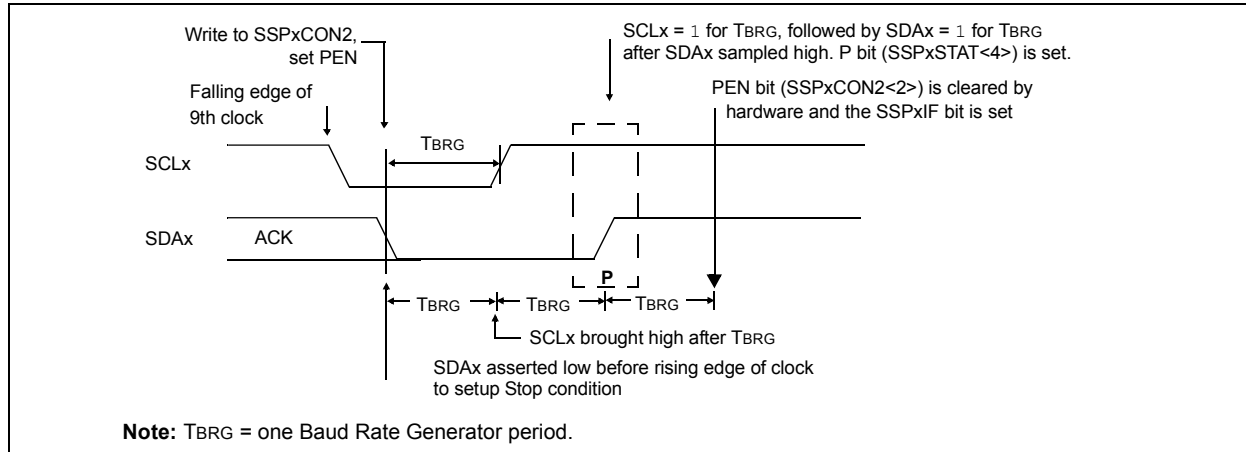 Write to SSPxCON2,
set PEN
SCLx = 1 for TBRG, followed by SDAx = 1 for TBRG
after SDAx sampled high. P bit (SSPxSTAT<4>) is set.
Falling edge of
9th clock
PEN bit (SSPxCON2<2>) is cleared by
hardware and the SSPxIF bit is set
TBRG
SCLx
SDAx
ACK
P
TBRG
TBRG
TBRG
SCLx brought high after TBRG
SDAx asserted low before rising edge of clock
to setup Stop condition
Note: TBRG = one Baud Rate Generator period.